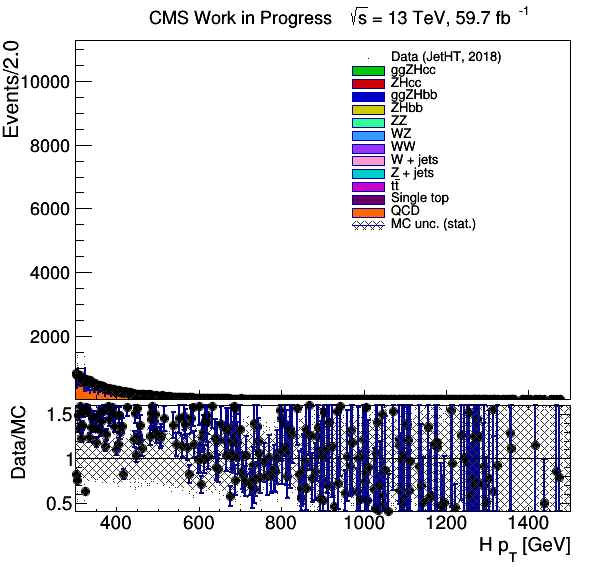 CMS Work in Progress √s = 13 TeV, 59.7 fb⁻¹
Events/2.0
10000
8000
6000
4000
2000
Data (JetHT, 2018)
ggZHcc
ZHcc
ggZHbb
ZHbb
ZZ
WZ
WW
W + jets
Z + jets
tt̄
Single top
QCD
MC unc. (stat.)
Data/MC
1.5
1
0.5
400 600 800 1000 1200 1400
H p_T [GeV]